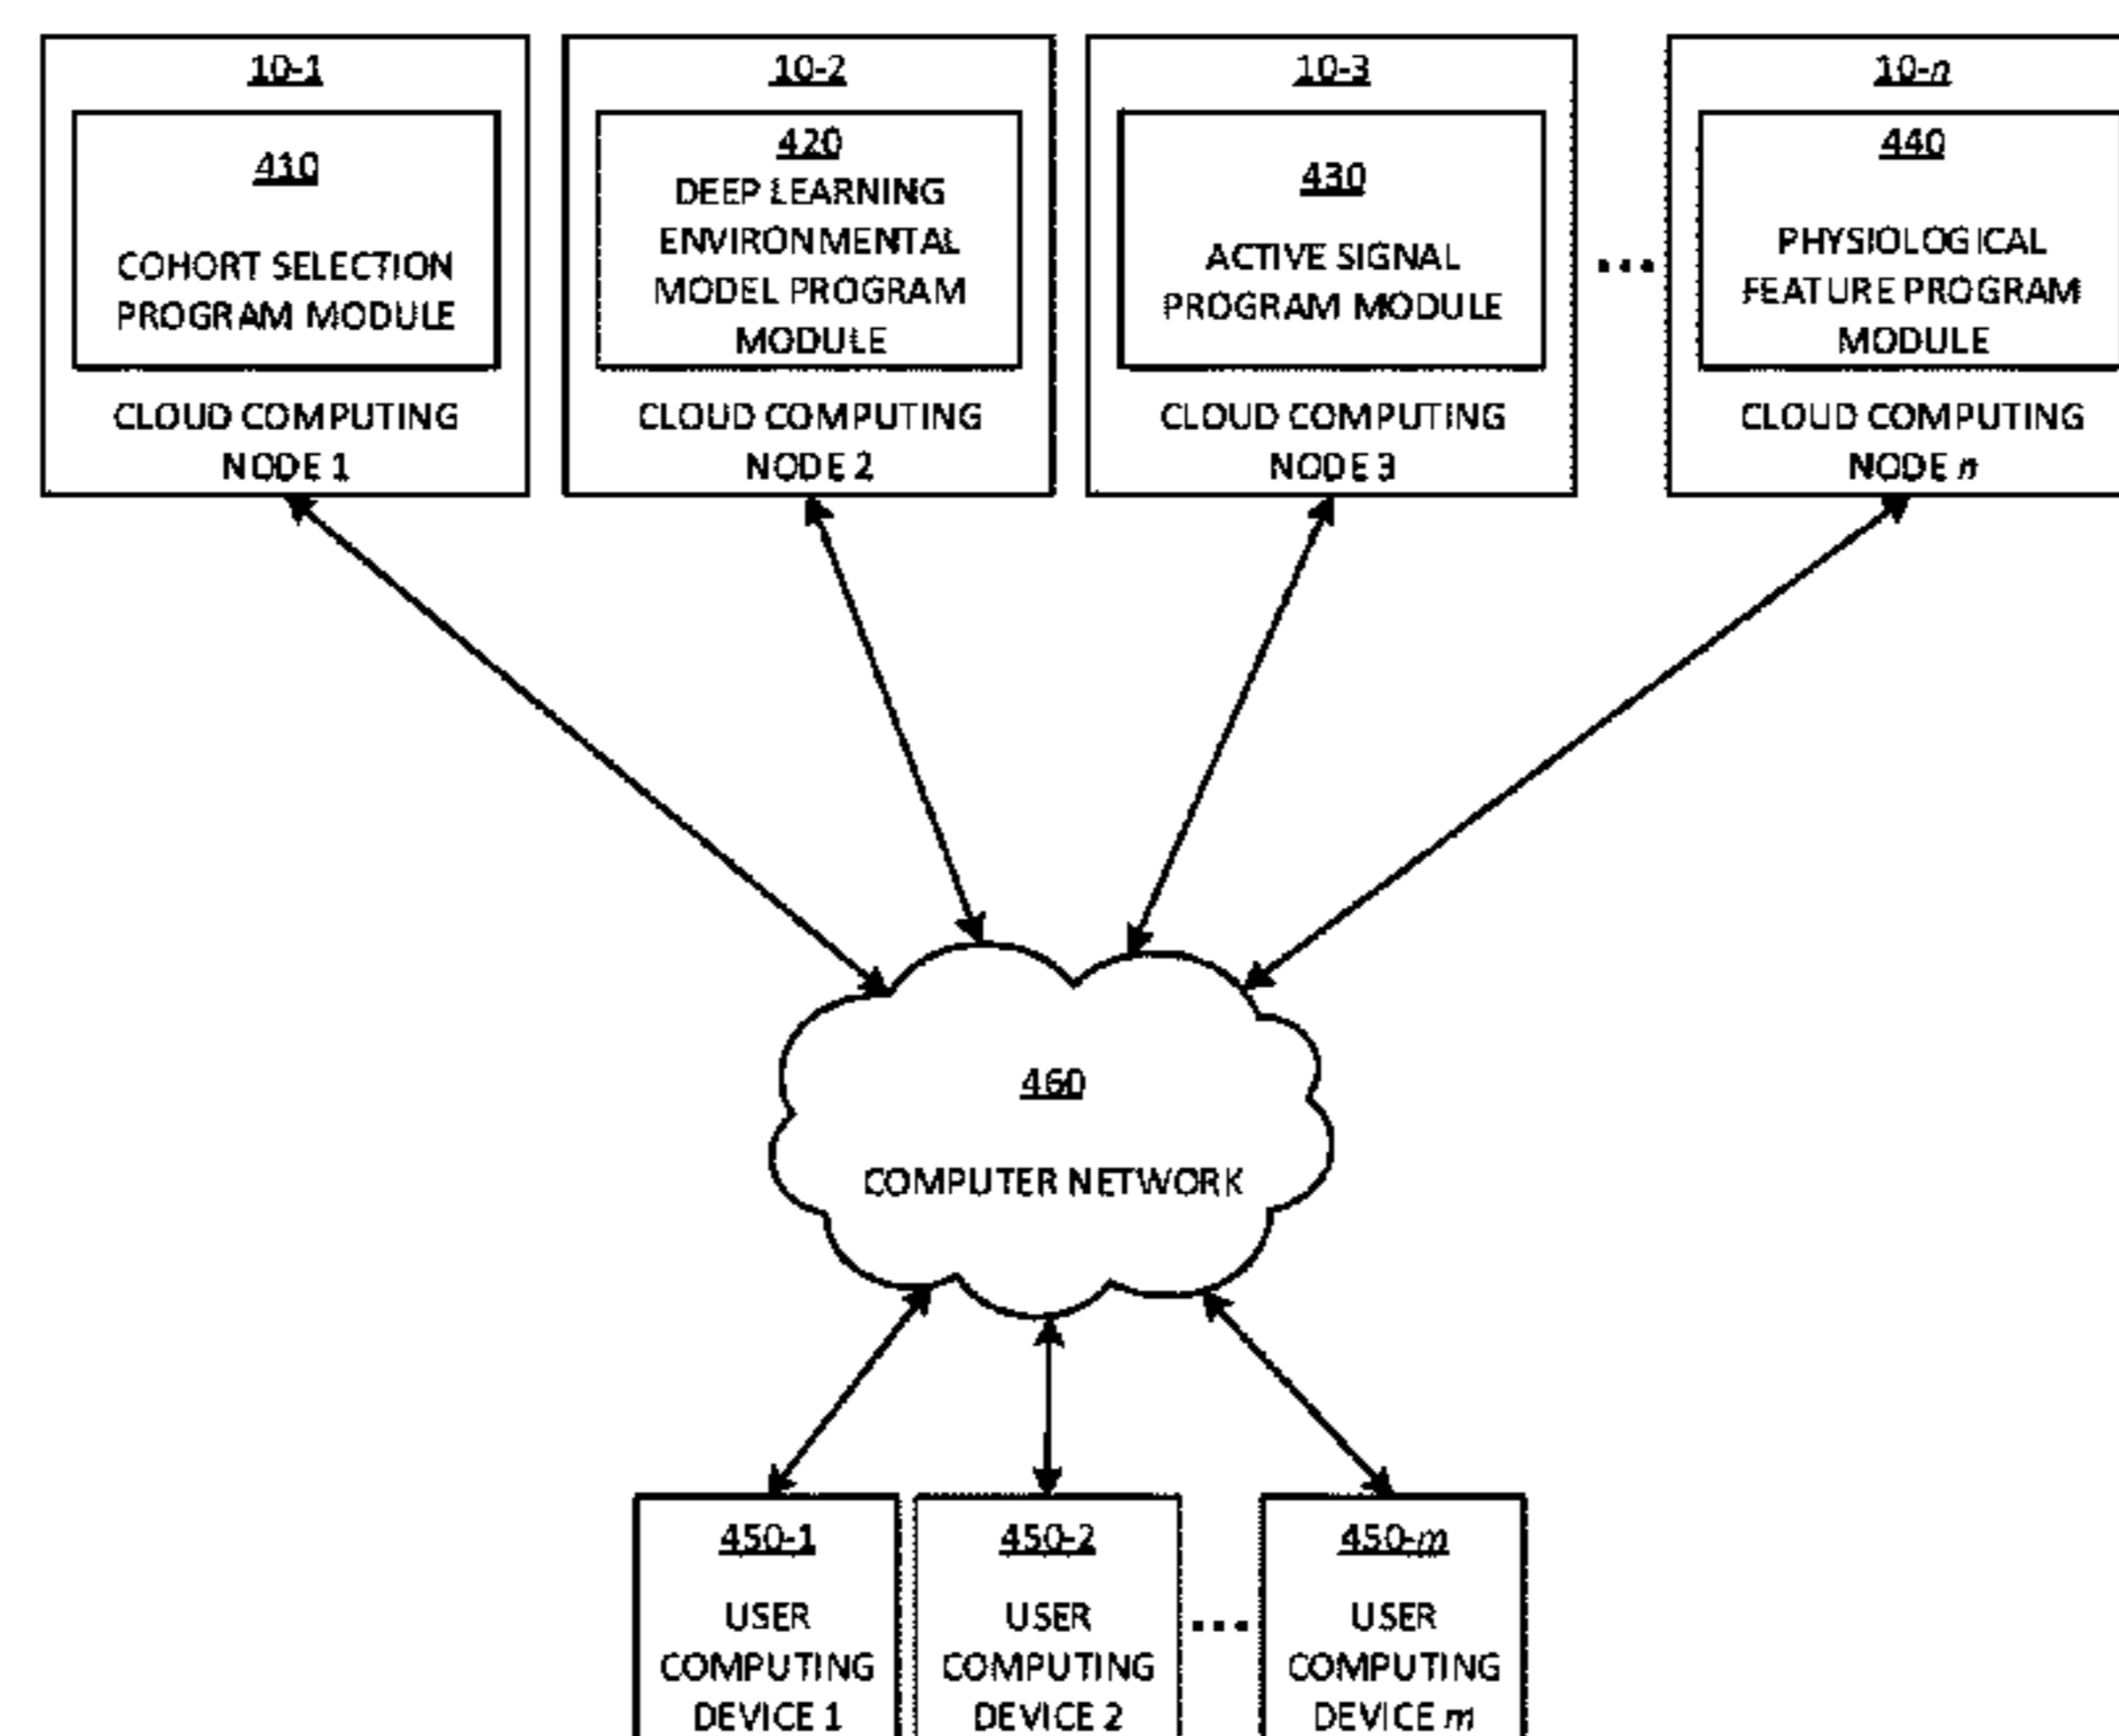 10-1
410
COHORT SELECTION
PROGRAM MODULE
CLOUD COMPUTING
NODE 1
10-2
420
DEEP LEARNING
ENVIRONMENTAL
MODEL PROGRAM
MODULE
CLOUD COMPUTING
NODE 2
10-3
430
ACTIVE SIGNAL
PROGRAM MODULE
CLOUD COMPUTING
NODE 3
...
10-n
440
PHYSIOLOGICAL
FEATURE PROGRAM
MODULE
CLOUD COMPUTING
NODE n
460
COMPUTER NETWORK
450-1
USER
COMPUTING
DEVICE 1
450-2
USER
COMPUTING
DEVICE 2
...
450-m
USER
COMPUTING
DEVICE m